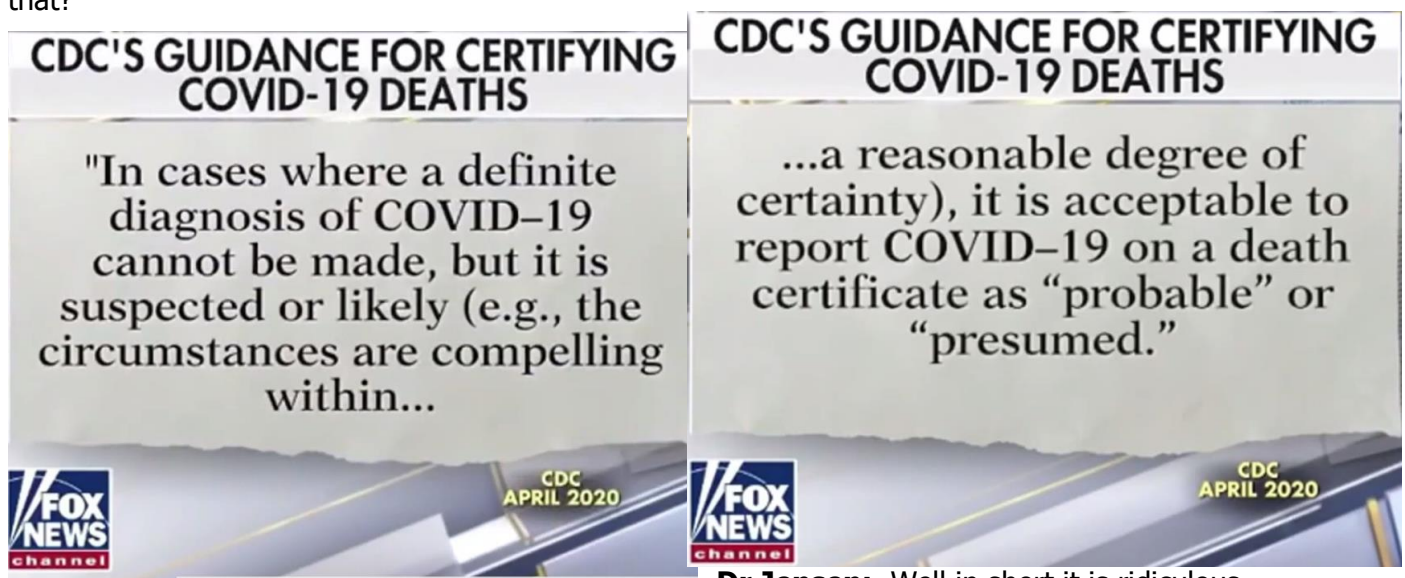 that?
CDC'S GUIDANCE FOR CERTIFYING
COVID-19 DEATHS
"In cases where a definite
diagnosis of COVID–19
cannot be made, but it is
suspected or likely (e.g., the
circumstances are compelling
within...
CDC
APRIL 2020
FOX
NEWS
channel
CDC'S GUIDANCE FOR CERTIFYING
COVID-19 DEATHS
...a reasonable degree of
certainty), it is acceptable to
report COVID–19 on a death
certificate as “probable” or
“presumed.”
CDC
APRIL 2020
FOX
NEWS
channel
Well in short it is ridiculous